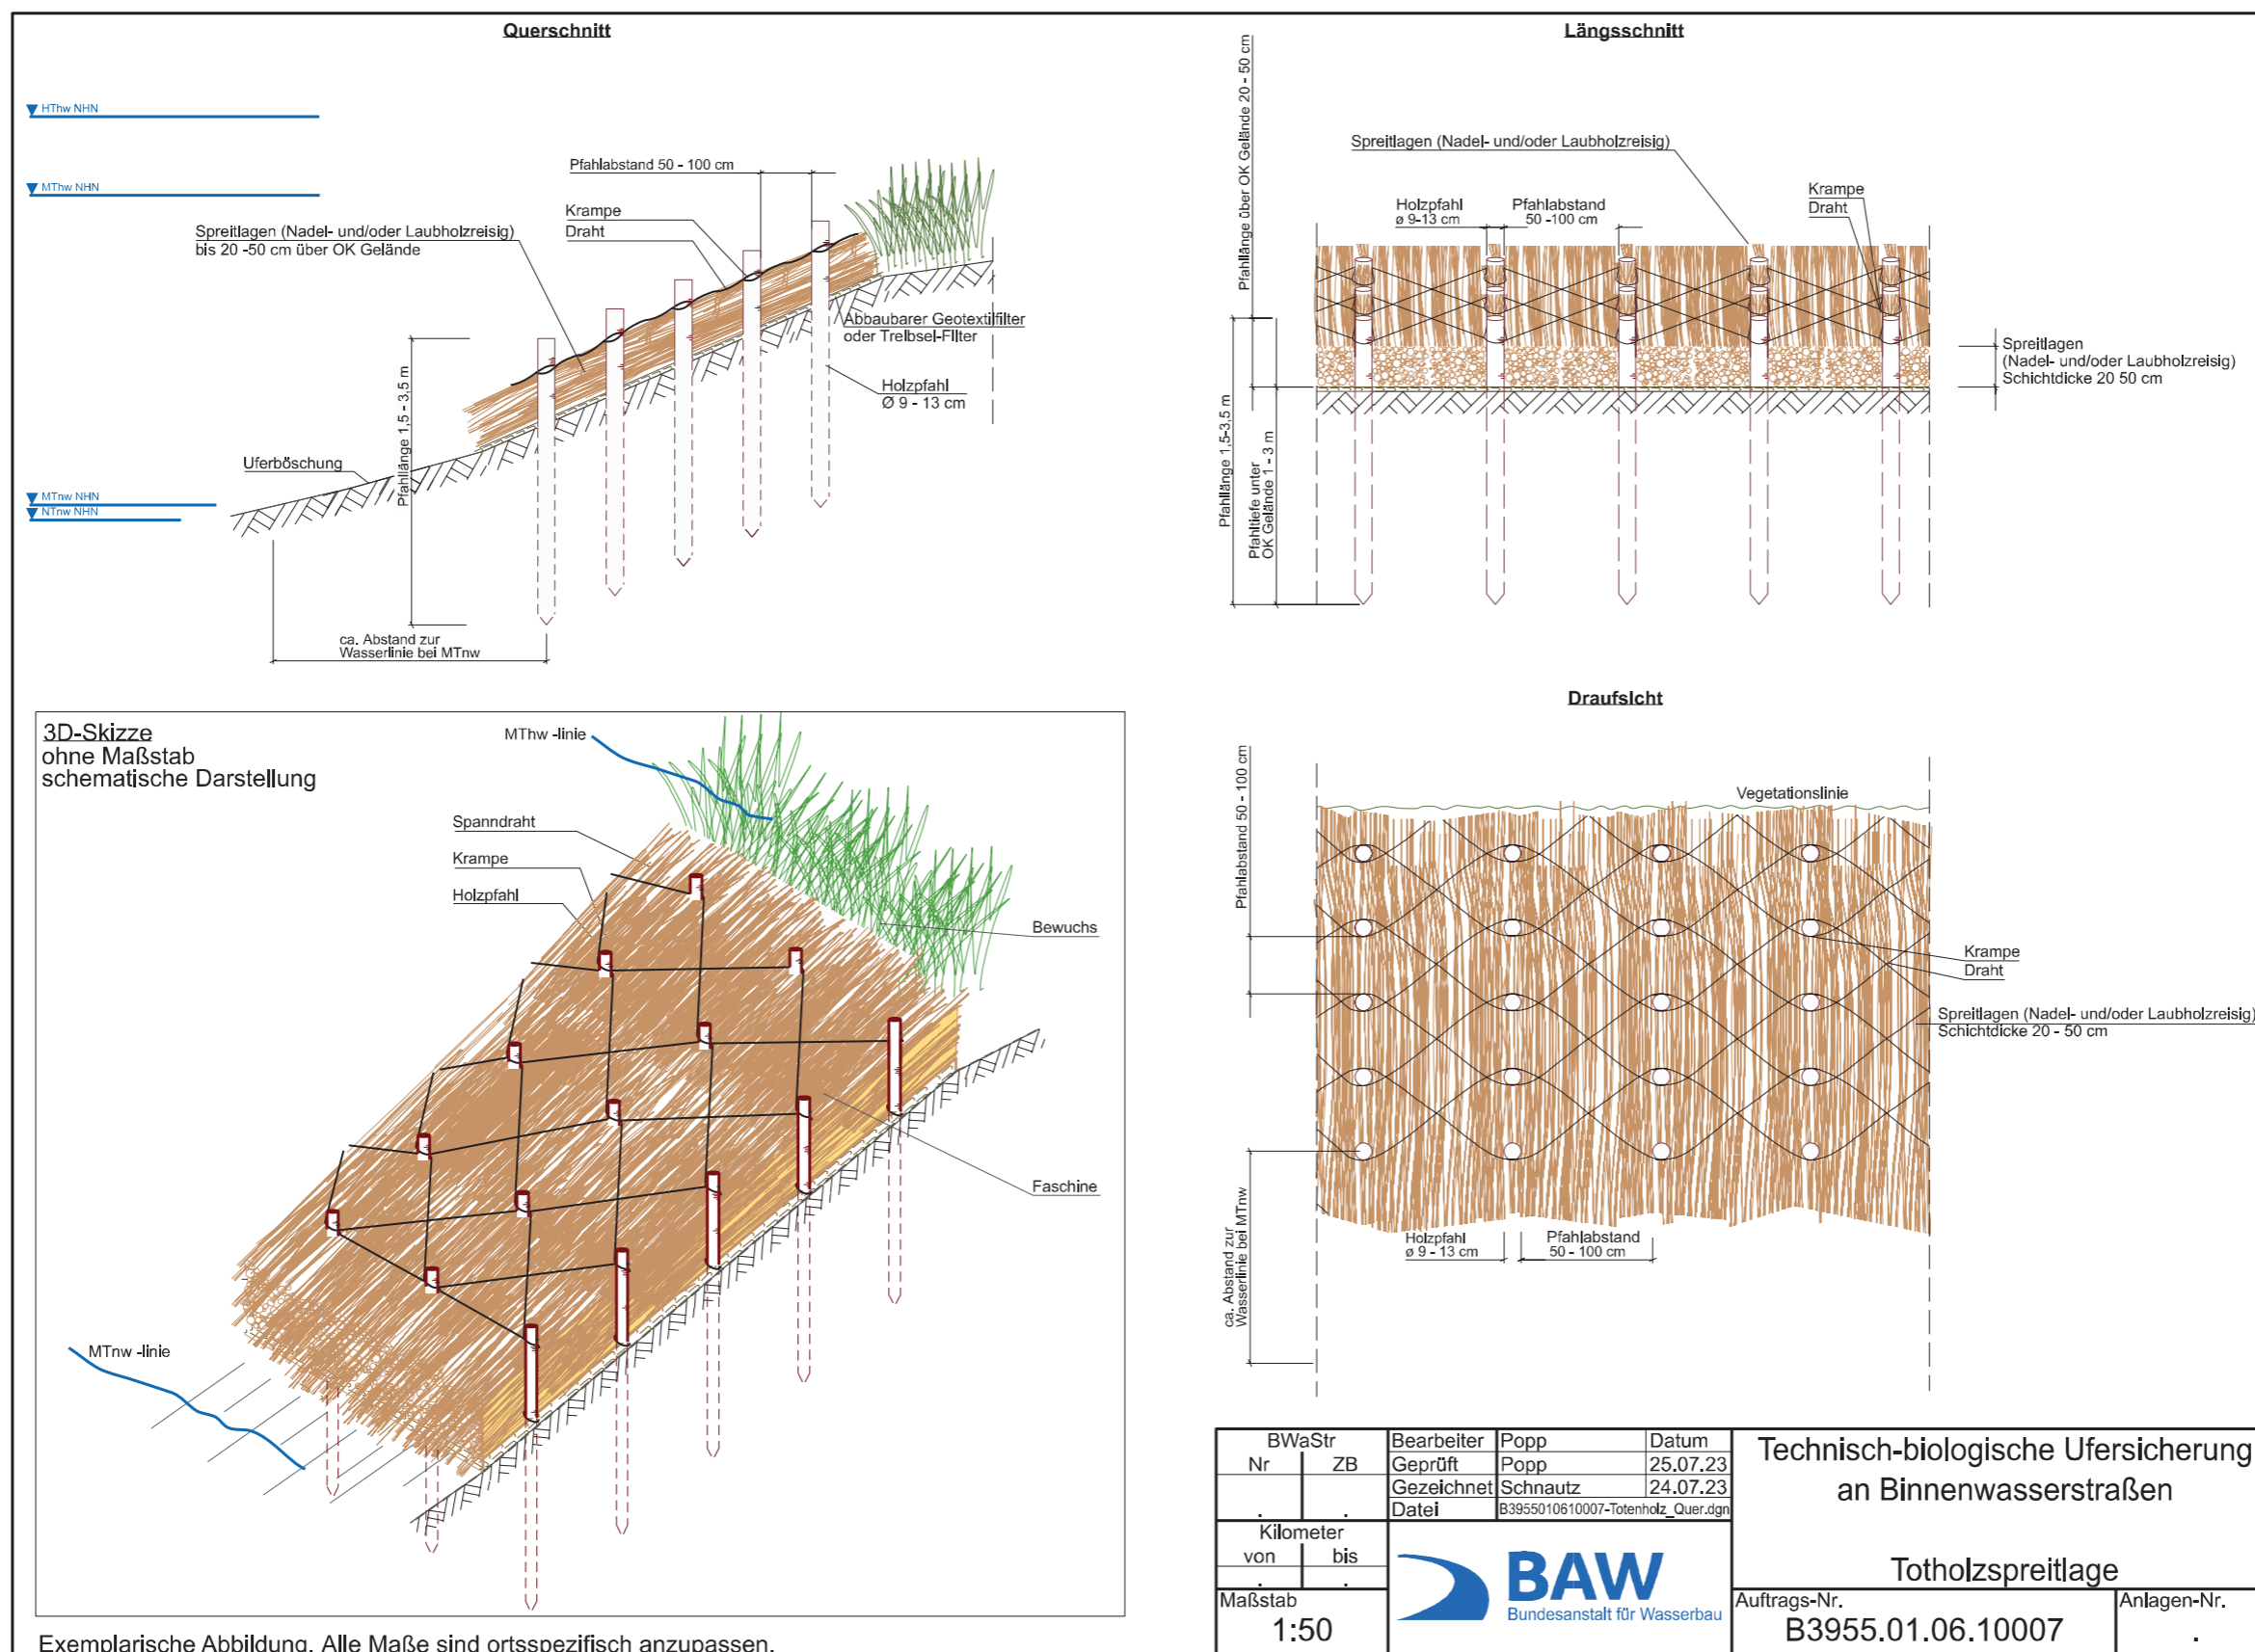 Querschnitt
HThw NHN
MThw NHN
Pfahlabstand 50 - 100 cm
Krampe
Draht
Spreitlagen (Nadel- und/oder Laubholzreisig)
bis 20 -50 cm über OK Gelände
Abbaubarer Geotextilfilter
oder Treibsel-Filter
Holzpfahl
Ø 9 - 13 cm
Pfahllänge 1,5 - 3,5 m
Uferböschung
MTnw NHN
NTnw NHN
ca. Abstand zur
Wasserlinie bei MTnw
Längsschnitt
Pfahllänge über OK Gelände 20 - 50 cm
Spreitlagen (Nadel- und/oder Laubholzreisig)
Holzpfahl
ø 9-13 cm
Pfahlabstand
50 -100 cm
Krampe
Draht
Spreitlagen
(Nadel- und/oder Laubholzreisig)
Schichtdicke 20 50 cm
Pfahllänge 1,5-3,5 m
Pfahltiefe unter
OK Gelände 1 - 3 m
3D-Skizze
ohne Maßstab
schematische Darstellung
MThw -linie
Spanndraht
Krampe
Holzpfahl
Bewuchs
Faschine
MTnw -linie
Draufsicht
Pfahlabstand 50 - 100 cm
Vegetationslinie
Krampe
Draht
Spreitlagen (Nadel- und/oder Laubholzreisig)
Schichtdicke 20 - 50 cm
Holzpfahl
ø 9 - 13 cm
Pfahlabstand
50 - 100 cm
ca. Abstand zur
Wasserlinie bei MTnw
BWaStr
Nr ZB
. .
Kilometer
von bis
. .
Maßstab
1:50
Bearbeiter Popp Datum
Geprüft Popp 25.07.23
Gezeichnet Schnautz 24.07.23
Datei B3955010610007-Totenholz_Quer.dgn
BAW
Bundesanstalt für Wasserbau
Technisch-biologische Ufersicherung
an Binnenwasserstraßen
Totholzspreitlage
Auftrags-Nr.
B3955.01.06.10007
Anlagen-Nr.
.
Exemplarische Abbildung. Alle Maße sind ortsspezifisch anzupassen.